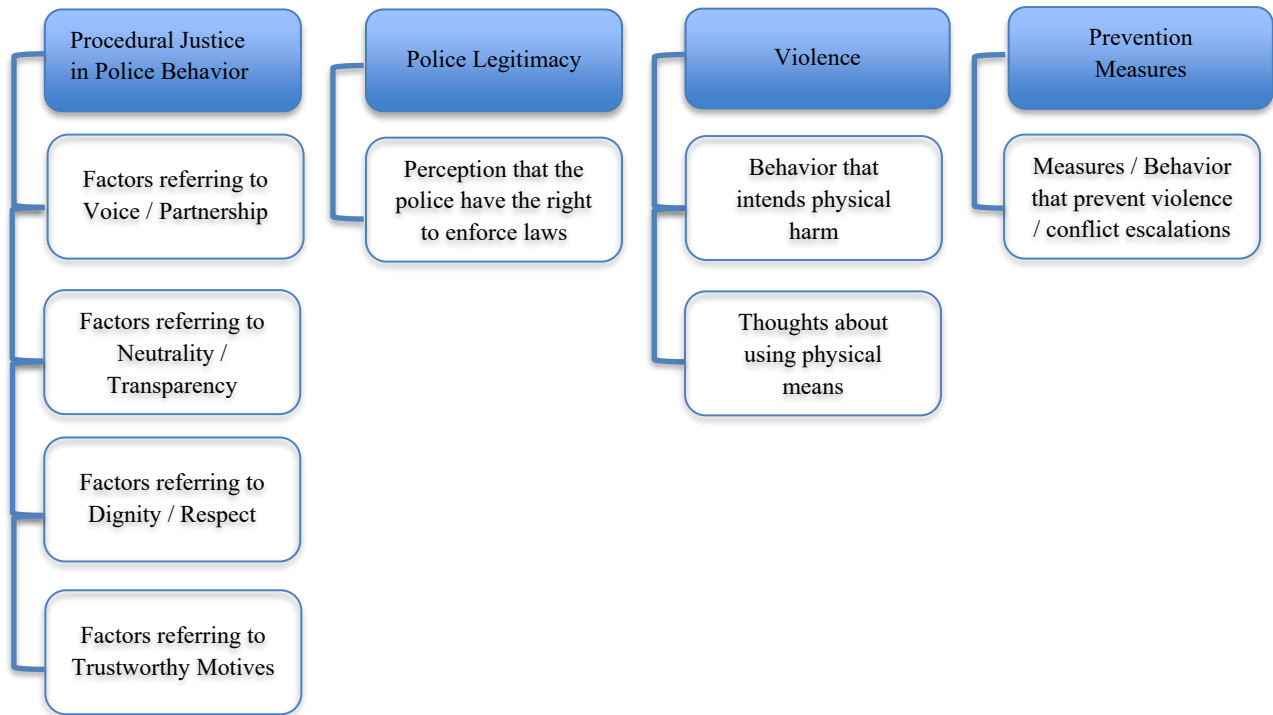 Procedural Justice
in Police Behavior
Factors referring to
Voice / Partnership
Factors referring to
Neutrality /
Transparency
Factors referring to
Dignity / Respect
Factors referring to
Trustworthy Motives
Police Legitimacy
Perception that the
police have the right
to enforce laws
Violence
Behavior that
intends physical
harm
Thoughts about
using physical
means
Prevention
Measures
Measures / Behavior
that prevent violence
/ conflict escalations